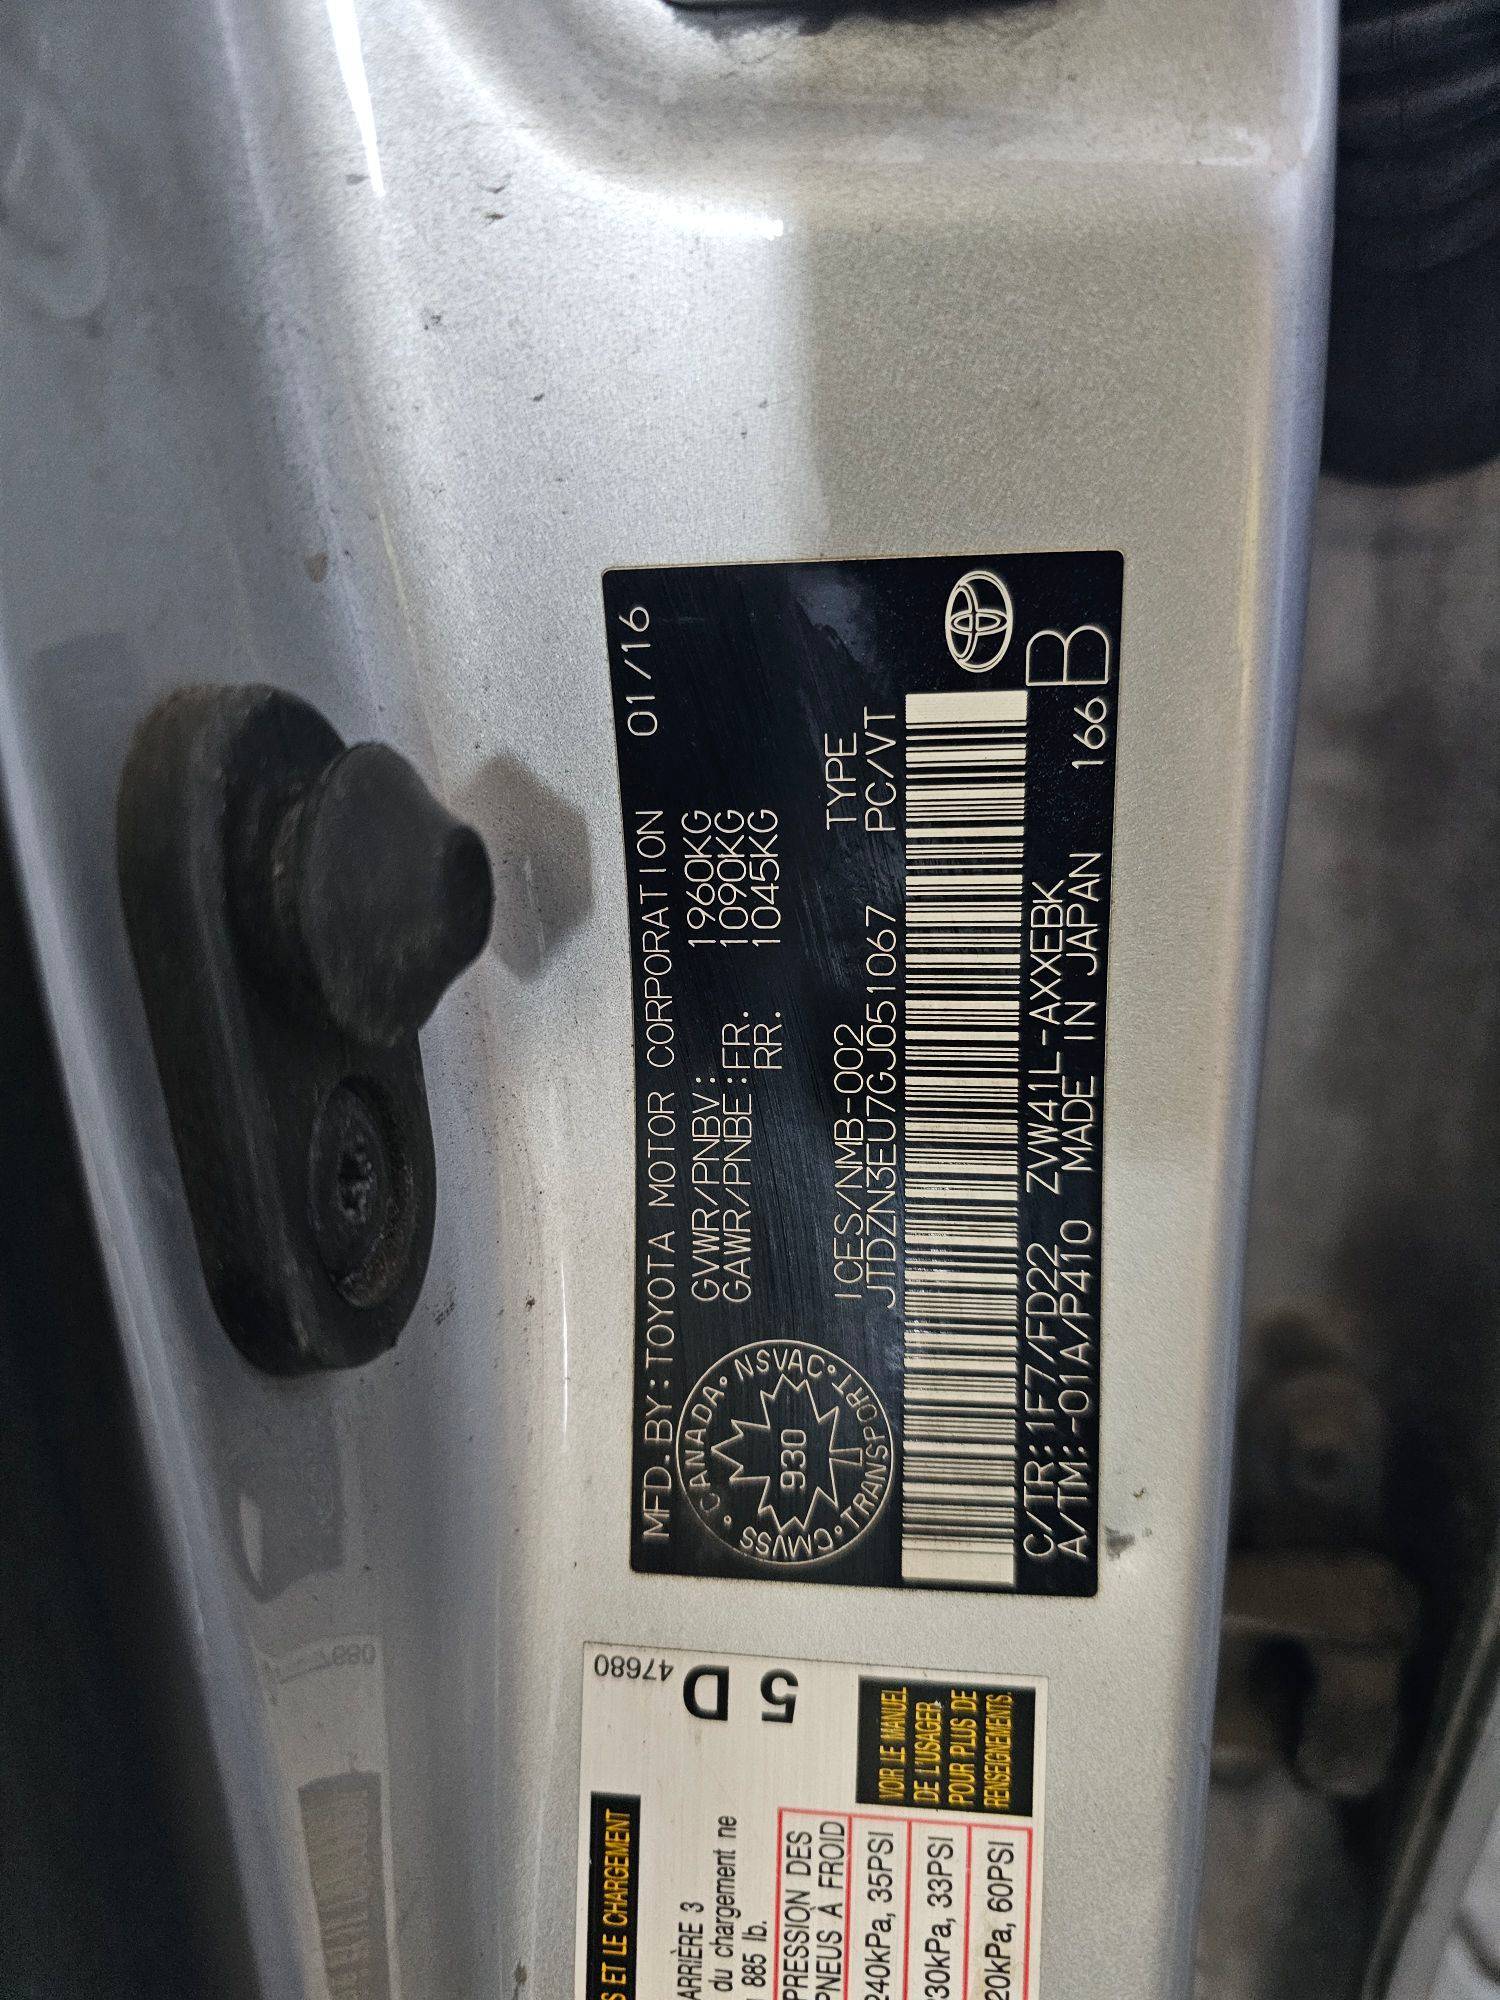 MFD.BY:TOYOTA MOTOR CORPORATION 01/16
GVWR/PNBV: 1960KG
GAWR/PNBE:FR. 1090KG
RR. 1045KG
CANADA
930
NSVAC
TRANSPORT
CMVSS
ICES/NMB-002 TYPE
JTDZN3EU7GJ051067 PC/VT
C/TR:1F7/FD22 ZVW41L-AXXEBK
A/TM:-01A/P410 MADE IN JAPAN 166
B
47680
5D
ET LE CHARGEMENT
ARRIÈRE 3
du chargement ne
885 lb.
PRESSION DES
PNEUS À FROID
240kPa, 35PSI
30kPa, 33PSI
20kPa, 60PSI
VOIR LE MANUEL
DE L'USAGER
POUR PLUS DE
RENSEIGNEMENTS.